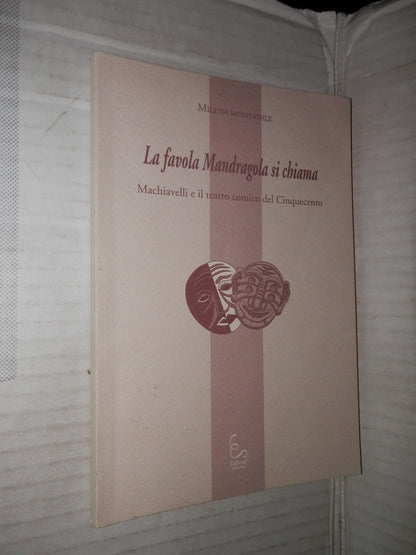 MILENA MONTANILE
La favola Mandragola si chiama
Machiavelli e il teatro comico del Cinquecento